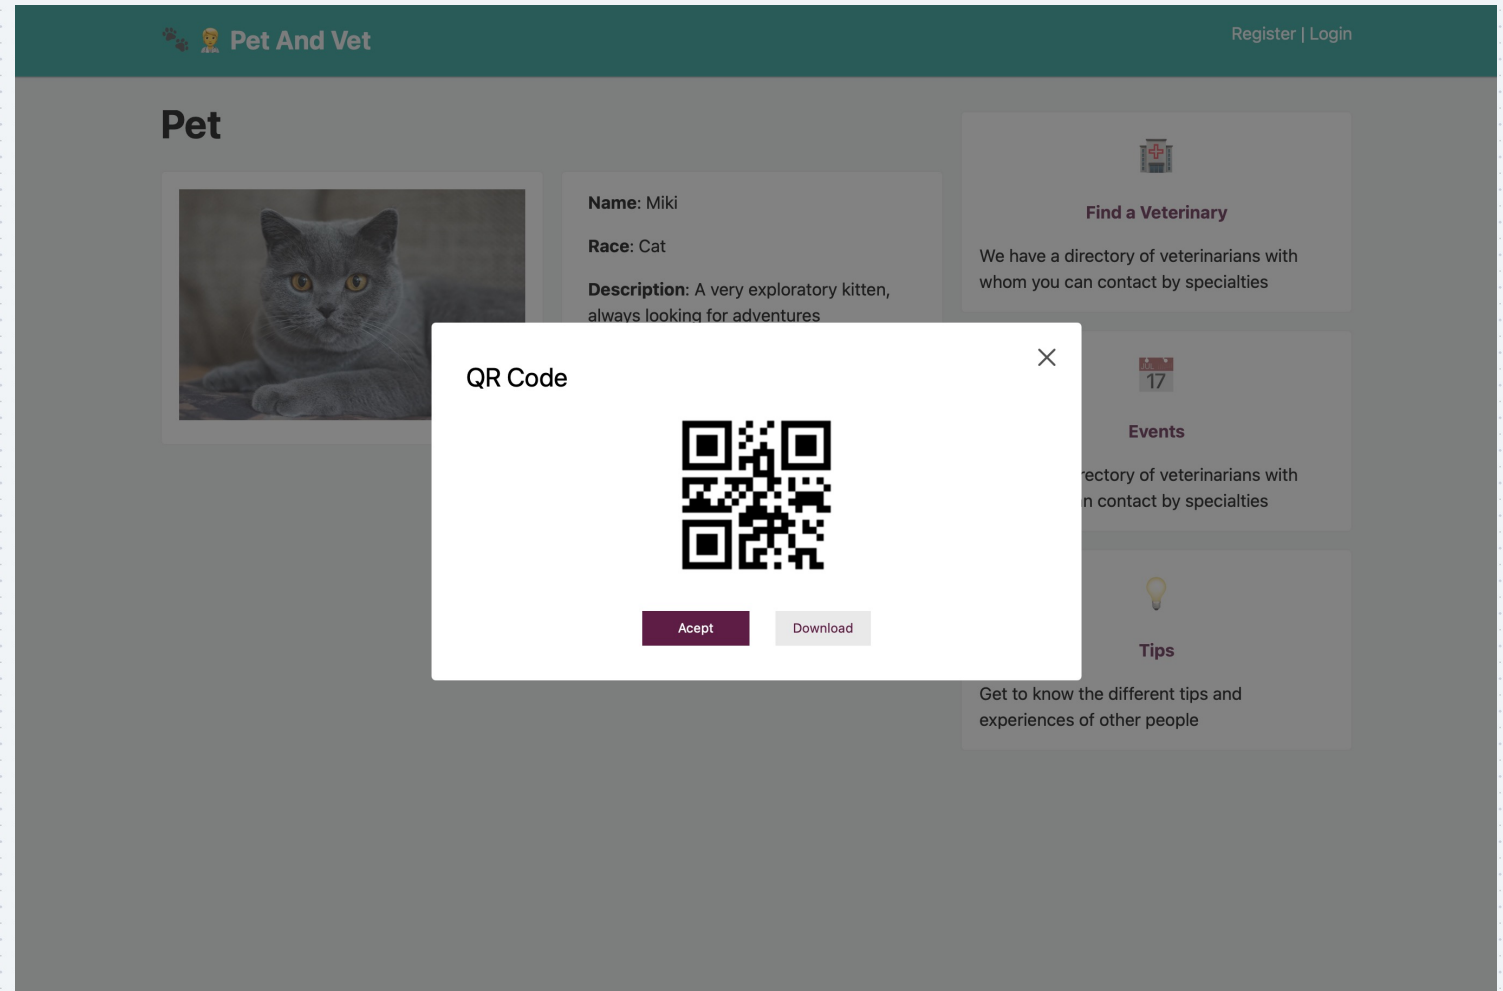 Pet And Vet
Register | Login
Pet
Name: Miki
Race: Cat
Description: A very exploratory kitten,
always looking for adventures
QR Code
Acept
Download
Find a Veterinary
We have a directory of veterinarians with
whom you can contact by specialties
JUL
17
Events
rectory of veterinarians with
n contact by specialties
Tips
Get to know the different tips and
experiences of other people